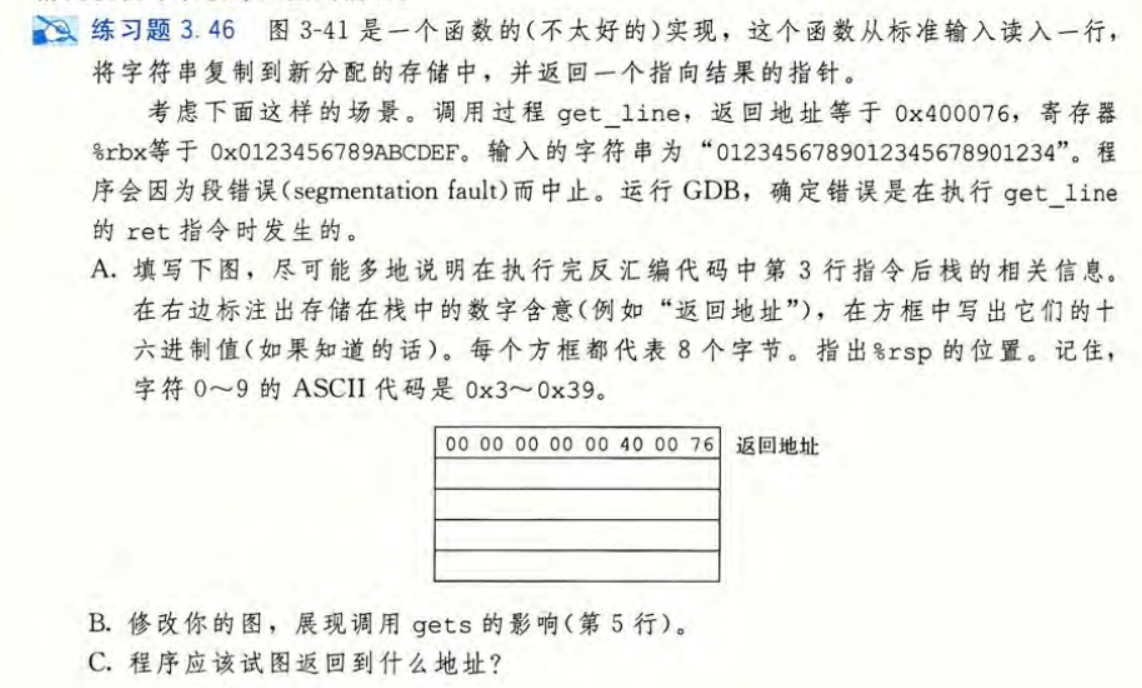 练习题 3.46 图 3-41 是一个函数的(不太好的)实现，这个函数从标准输入读入一行，
将字符串复制到新分配的存储中，并返回一个指向结果的指针。
考虑下面这样的场景。调用过程 get_line，返回地址等于 0x400076，寄存器
%rbx等于 0x0123456789ABCDEF。输入的字符串为“0123456789012345678901234”。程
序会因为段错误(segmentation fault)而中止。运行 GDB，确定错误是在执行 get_line
的 ret 指令时发生的。
A. 填写下图，尽可能多地说明在执行完反汇编代码中第 3 行指令后栈的相关信息。
在右边标注出存储在栈中的数字含意(例如“返回地址”)，在方框中写出它们的十
六进制值(如果知道的话)。每个方框都代表 8 个字节。指出%rsp 的位置。记住，
字符 0～9 的 ASCII 代码是 0x3～0x39。
00 00 00 00 00 40 00 76 返回地址
B. 修改你的图，展现调用 gets 的影响(第 5 行)。
C. 程序应该试图返回到什么地址?